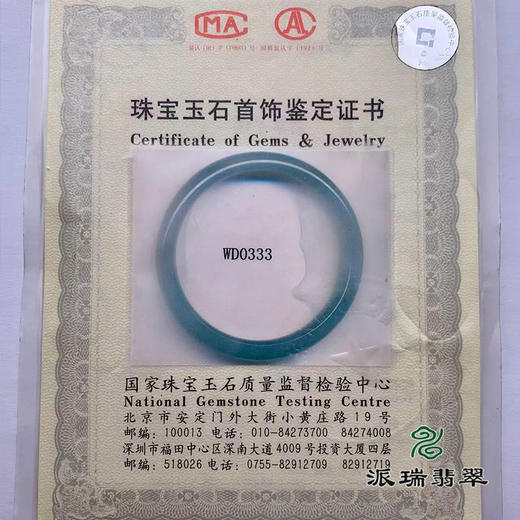 CMA CAL
珠宝玉石首饰鉴定证书
Certificate of Gems & Jewelry
WD0333
国家珠宝玉石质量监督检验中心
National Gemstone Testing Centre
北京市安定门外大街小黄庄路19号
邮编：100013 电话：010-84273700 84274008
深圳市福田中心区深南大道4009号投资大厦四层
邮编：518026 电话：0755-82912709 82912719
派瑞翡翠